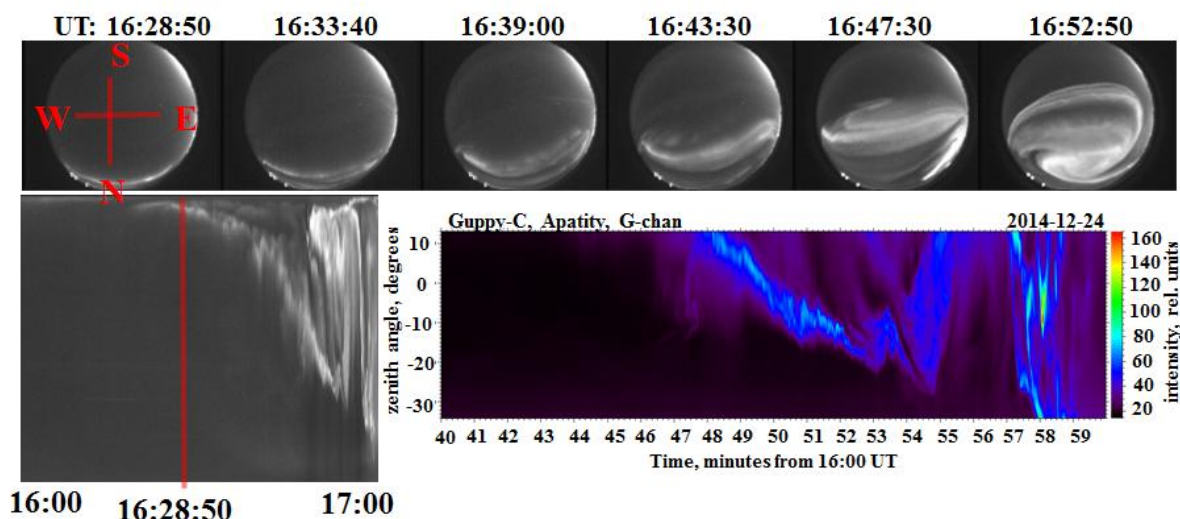 UT: 16:28:50 16:33:40 16:39:00 16:43:30 16:47:30 16:52:50
S
W E
N
Guppy-C, Apatity, G-chan 2014-12-24
zenith angle, degrees
10
0
-10
-20
-30
160
140
120
100
80
60
40
20
intensity, rel. units
40 41 42 43 44 45 46 47 48 49 50 51 52 53 54 55 56 57 58 59
Time, minutes from 16:00 UT
16:00 16:28:50 17:00